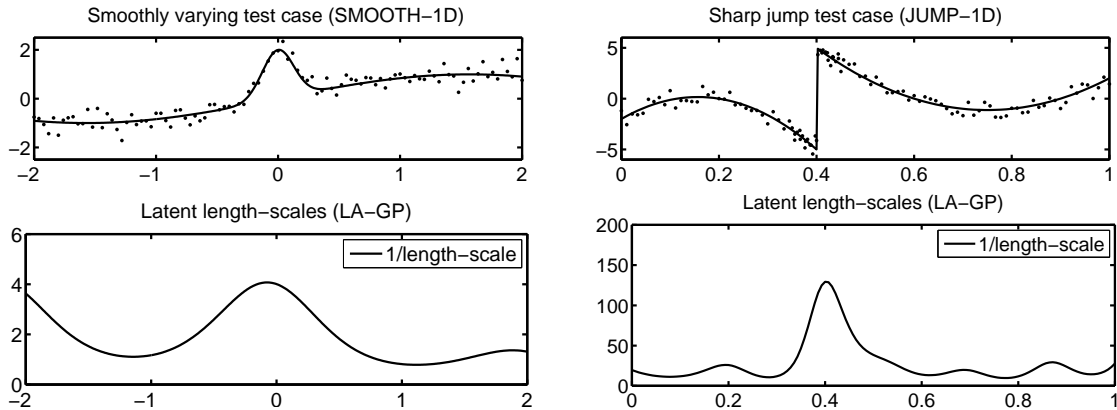 Smoothly varying test case (SMOOTH−1D)
2
0
−2
−2 −1 0 1 2
Sharp jump test case (JUMP−1D)
5
0
−5
0 0.2 0.4 0.6 0.8 1
Latent length−scales (LA−GP)
6
4
2
0
1/length−scale
−2 −1 0 1 2
Latent length−scales (LA−GP)
200
150
100
50
0
1/length−scale
0 0.2 0.4 0.6 0.8 1